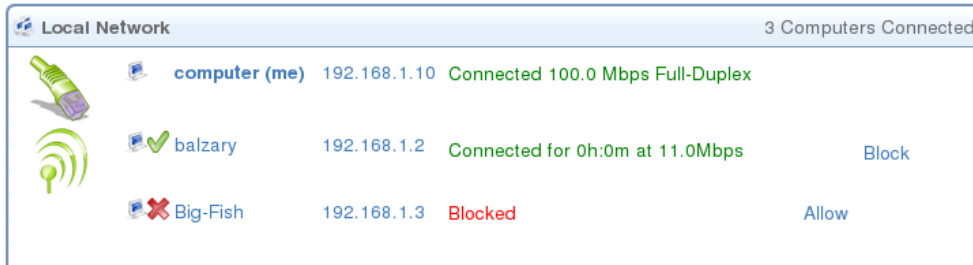 Local Network 3 Computers Connected
computer (me) 192.168.1.10 Connected 100.0 Mbps Full-Duplex
balzary 192.168.1.2 Connected for 0h:0m at 11.0Mbps Block
Big-Fish 192.168.1.3 Blocked Allow